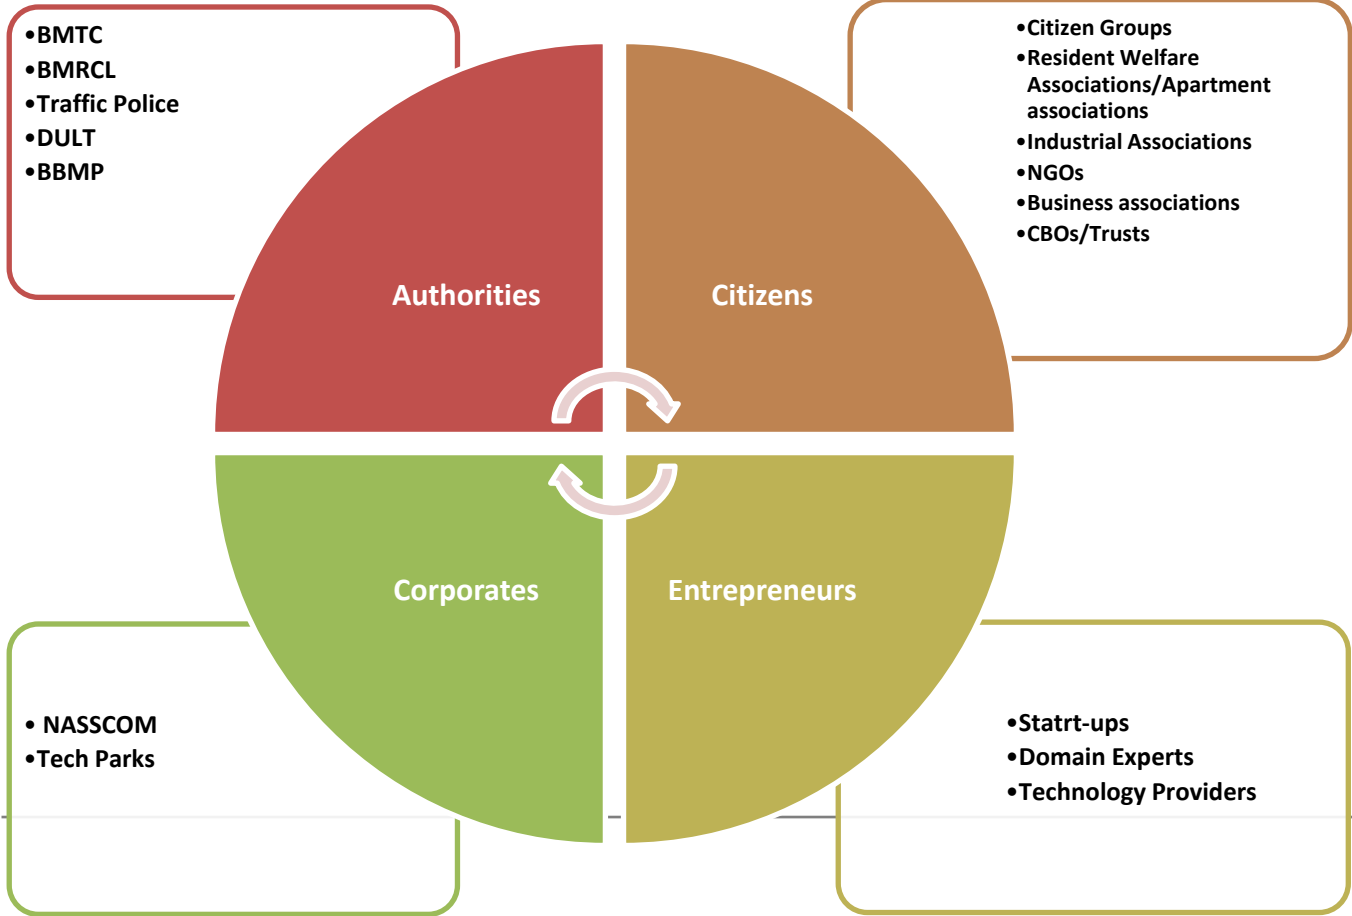 •BMTC
•BMRCL
•Traffic Police
•DULT
•BBMP
•Citizen Groups
•Resident Welfare
Associations/Apartment
associations
•Industrial Associations
•NGOs
•Business associations
•CBOs/Trusts
Authorities
Citizens
Corporates
Entrepreneurs
• NASSCOM
•Tech Parks
•Statrt-ups
•Domain Experts
•Technology Providers